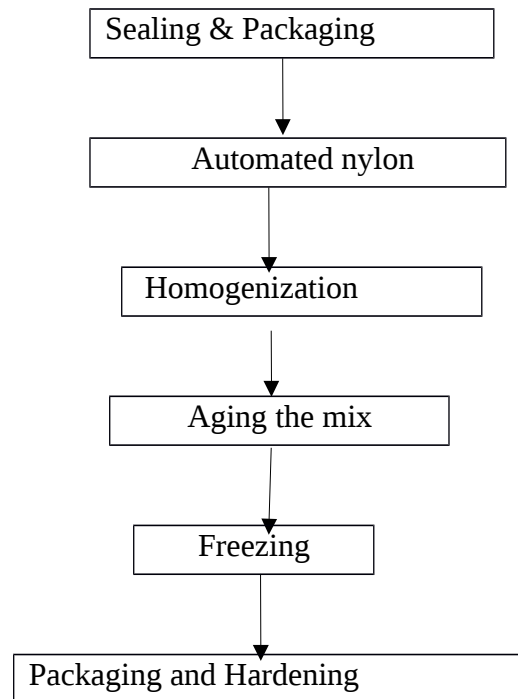 Sealing & Packaging
Automated nylon
Homogenization
Aging the mix
Freezing
Packaging and Hardening